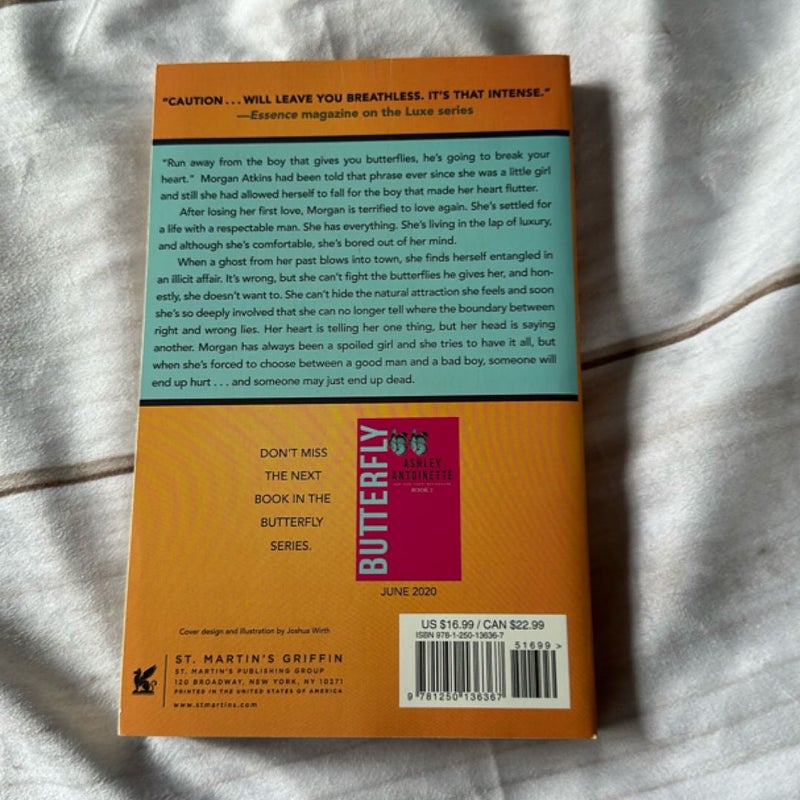 "CAUTION . . . WILL LEAVE YOU BREATHLESS. IT'S THAT INTENSE."
—Essence magazine on the Luxe series
"Run away from the boy that gives you butterflies, he's going to break your
heart." Morgan Atkins had been told that phrase ever since she was a little girl
and still she had allowed herself to fall for the boy that made her heart flutter.
After losing her first love, Morgan is terrified to love again. She's settled for
a life with a respectable man. She has everything. She's living in the lap of luxury,
and although she's comfortable, she's bored out of her mind.
When a ghost from her past blows into town, she finds herself entangled in
an illicit affair. It's wrong, but she can't fight the butterflies he gives her, and hon-
estly, she doesn't want to. She can't hide the natural attraction she feels and soon
she's so deeply involved that she can no longer tell where the boundary between
right and wrong lies. Her heart is telling her one thing, but her head is saying
another. Morgan has always been a spoiled girl and she tries to have it all, but
when she's forced to choose between a good man and a bad boy, someone will
end up hurt . . . and someone may just end up dead.
DON'T MISS
THE NEXT
BOOK IN THE
BUTTERFLY
SERIES.
BUTTERFLY
ASHLEY
ANTOINETTE
JUNE 2020
Cover design and illustration by Joshua Wirth
ST. MARTIN'S GRIFFIN
ST. MARTIN'S PUBLISHING GROUP
120 BROADWAY, NEW YORK, NY 10271
PRINTED IN THE UNITED STATES OF AMERICA
www.stmartins.com
US $16.99 / CAN $22.99
ISBN 978-1-250-13636-7
51699 >
9 781250 136367